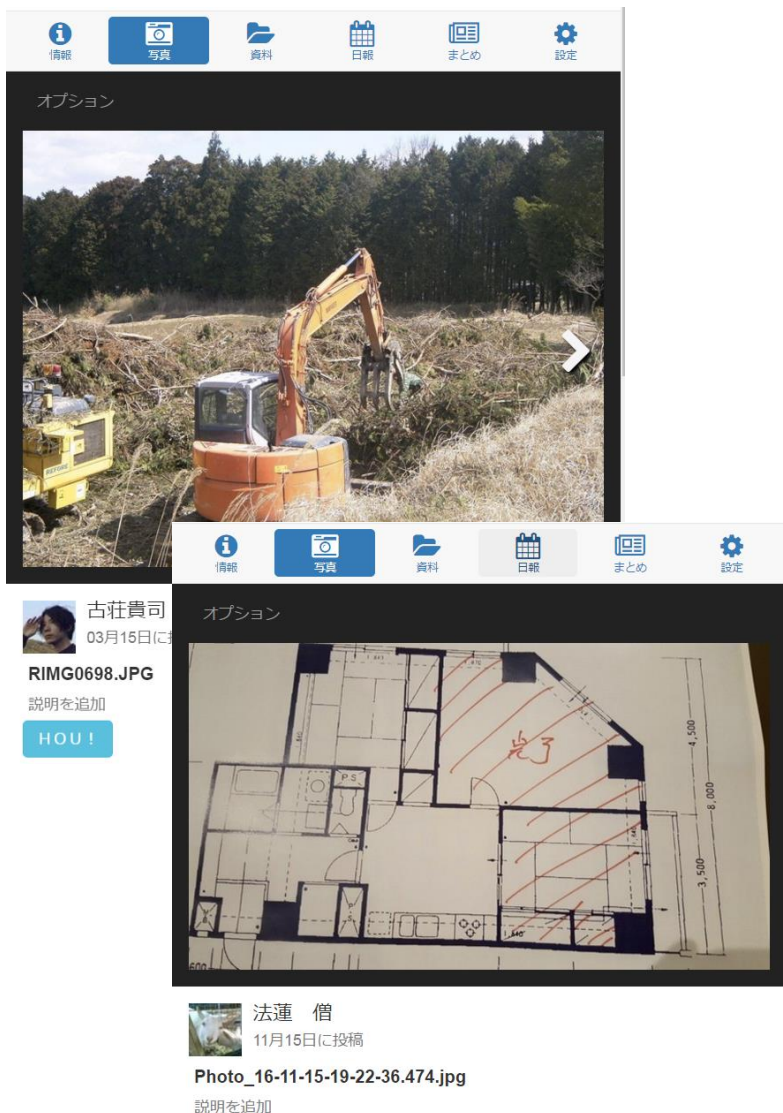 情報
写真
資料
日報
まとめ
設定
オプション
BEFORE
古荘貴司
03月15日に
RIMG0698.JPG
説明を追加
HOU!
情報
写真
資料
日報
まとめ
設定
オプション
完了
PS
4,500
8,000
3,500
法蓮 僧
11月15日に投稿
Photo_16-11-15-19-22-36.474.jpg
説明を追加